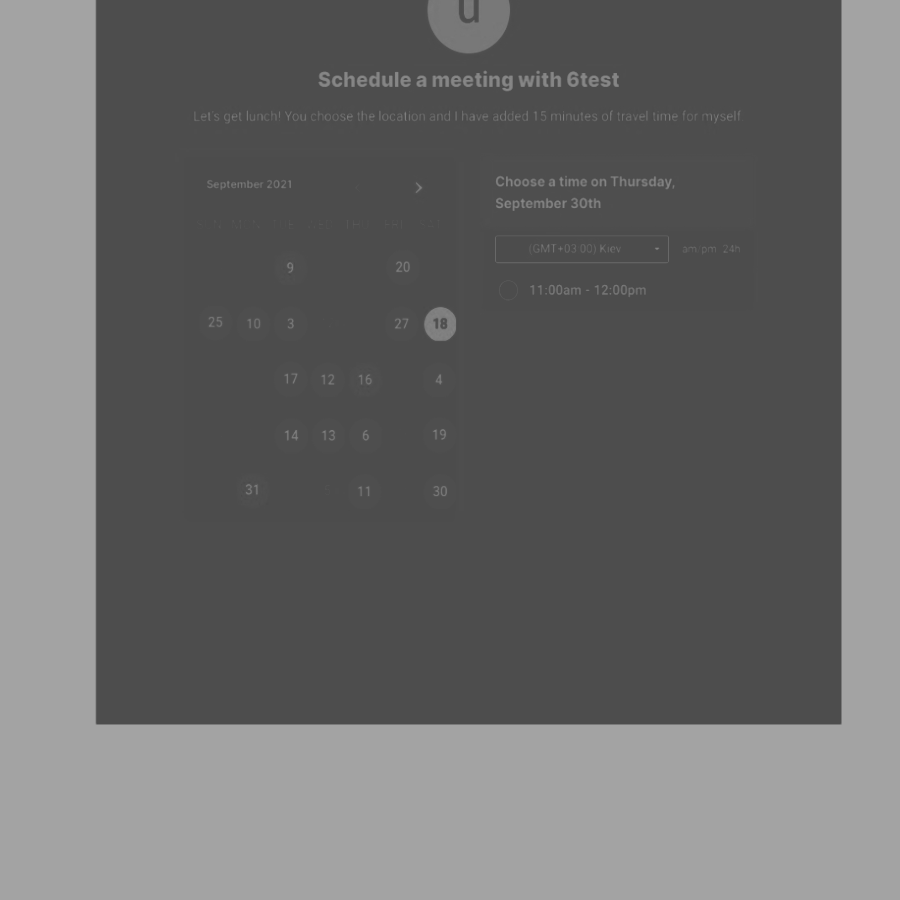 u
Schedule a meeting with 6test
Let's get lunch! You choose the location and I have added 15 minutes of travel time for myself
September 2021
9 20
25 10 3 27 18
17 12 16 4
14 13 6 19
31 11 30
Choose a time on Thursday,
September 30th
(GMT+03:00) Kiev am/pm 24h
11:00am - 12:00pm